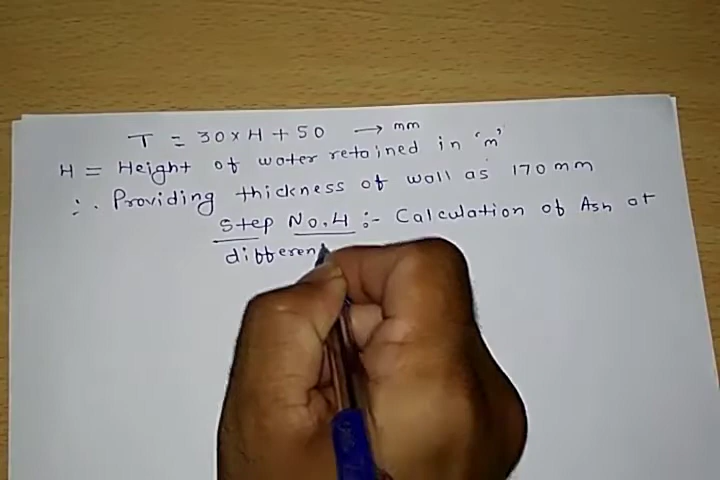 T = 30 x H + 50 → mm
H = Height of water retained in 'm'
∴ Providing thickness of wall as 170 mm
Step No. 4 :- Calculation of Ash at
differen